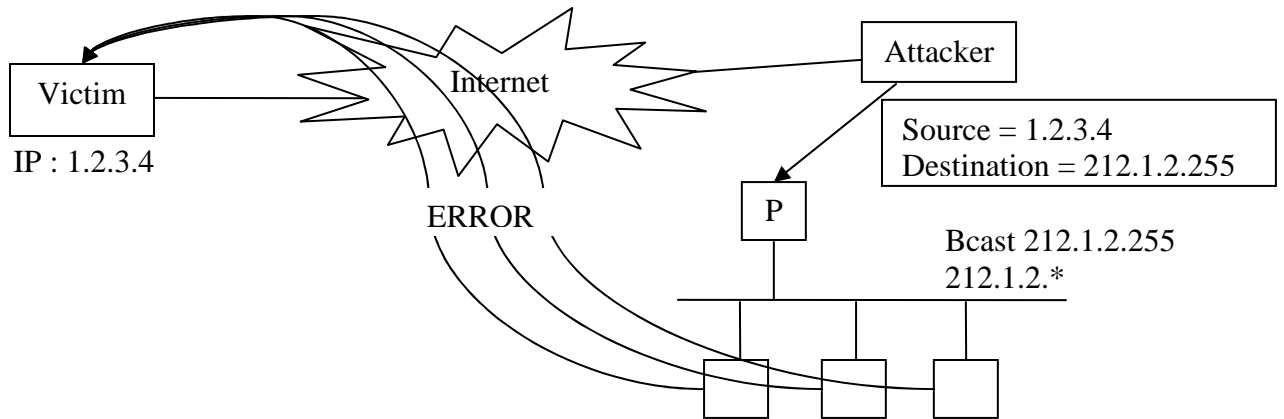 Attacker
Internet
Victim
Source = 1.2.3.4
Destination = 212.1.2.255
IP : 1.2.3.4
P
ERROR
Bcast 212.1.2.255
212.1.2.*